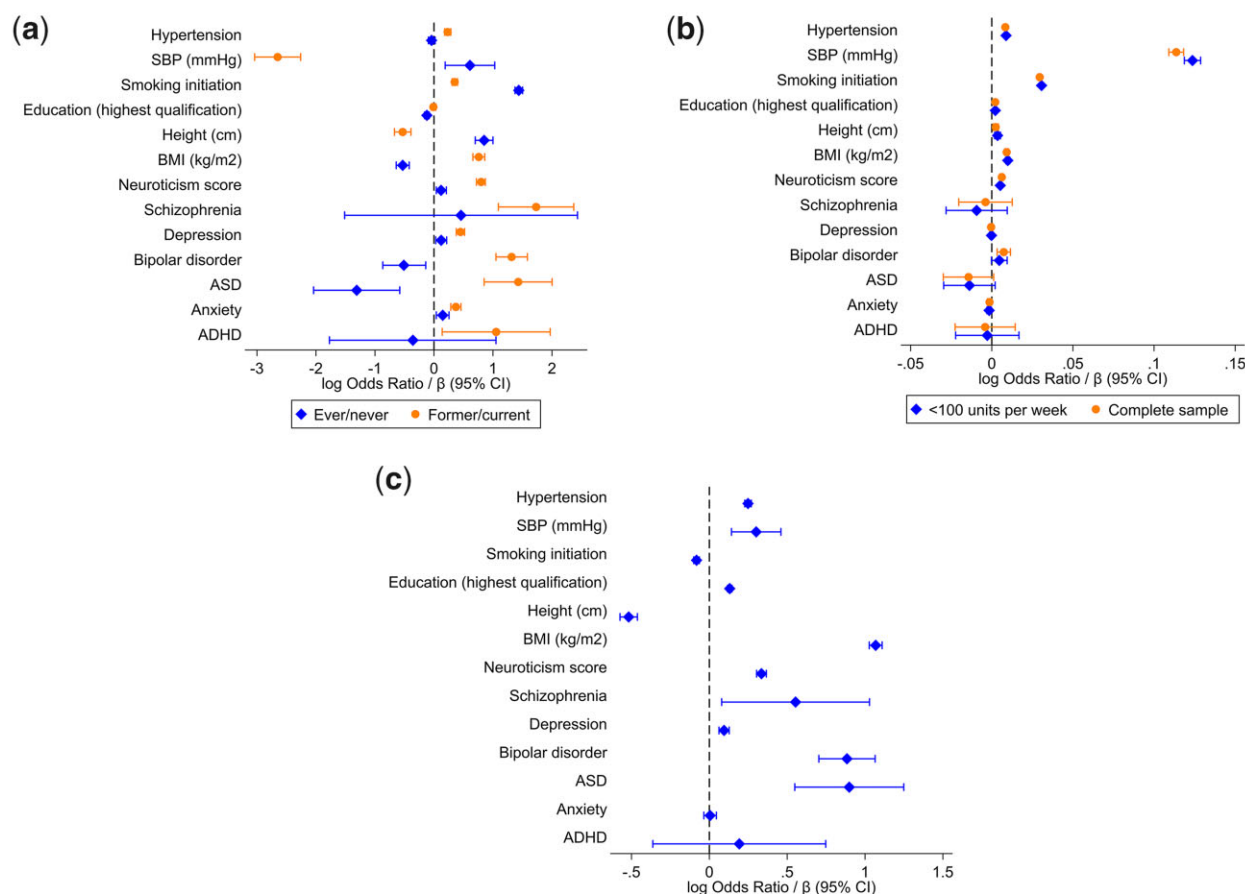 (a)
Hypertension
SBP (mmHg)
Smoking initiation
Education (highest qualification)
Height (cm)
BMI (kg/m2)
Neuroticism score
Schizophrenia
Depression
Bipolar disorder
ASD
Anxiety
ADHD
-3 -2 -1 0 1 2
log Odds Ratio / β (95% CI)
Ever/never Former/current
(b)
Hypertension
SBP (mmHg)
Smoking initiation
Education (highest qualification)
Height (cm)
BMI (kg/m2)
Neuroticism score
Schizophrenia
Depression
Bipolar disorder
ASD
Anxiety
ADHD
-.05 0 .05 .1 .15
log Odds Ratio / β (95% CI)
<100 units per week Complete sample
(c)
Hypertension
SBP (mmHg)
Smoking initiation
Education (highest qualification)
Height (cm)
BMI (kg/m2)
Neuroticism score
Schizophrenia
Depression
Bipolar disorder
ASD
Anxiety
ADHD
-.5 0 .5 1 1.5
log Odds Ratio / β (95% CI)